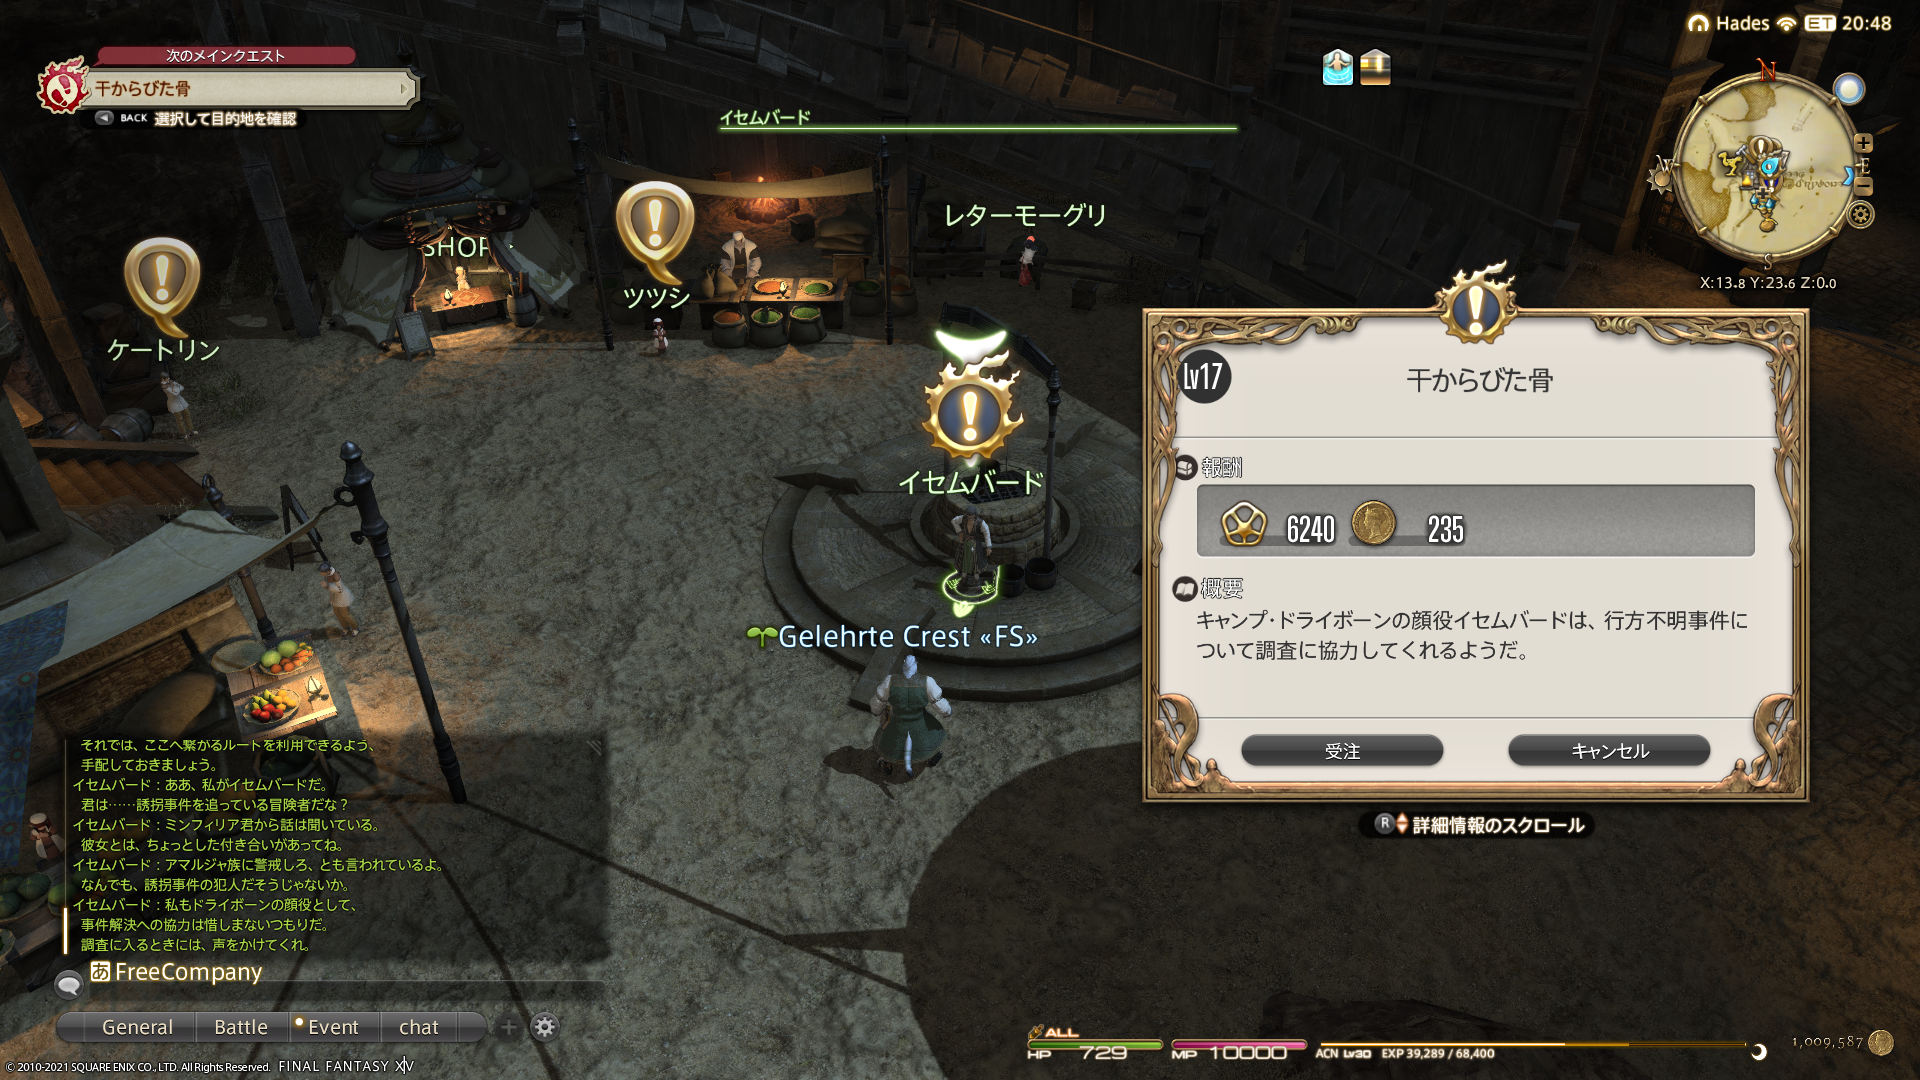 次のメインクエスト
干からびた骨
BACK 選択して目的地を確認
イセムバード
Hades ET 20:48
N
E
S
W
X:13.8 Y:23.6 Z:0.0
SHOP
レターモーグリ
ツツシ
ケートリン
イセムバード
Gelehrte Crest «FS»
Lv17
干からびた骨
報酬
6240 235
概要
キャンプ・ドライボーンの顔役イセムバードは、行方不明事件に
ついて調査に協力してくれるようだ。
受注 キャンセル
R 詳細情報のスクロール
それでは、ここへ繋がるルートを利用できるよう、
手配しておきましょう。
イセムバード：ああ、私がイセムバードだ。
君は……誘拐事件を追っている冒険者だな？
イセムバード：ミンフィリア君から話は聞いている。
彼女とは、ちょっとした付き合いがあってね。
イセムバード：アマルジャ族に警戒しろ、とも言われているよ。
なんでも、誘拐事件の犯人だそうじゃないか。
イセムバード：私もドライボーンの顔役として、
事件解決への協力は惜しまないつもりだ。
調査に入るときには、声をかけてくれ。
あ FreeCompany
General Battle Event chat
© 2010-2021 SQUARE ENIX CO., LTD. All Rights Reserved. FINAL FANTASY XIV
ALL
HP 729 MP 10000 ACN Lv30 EXP 39,289 / 68,400
1,009,587